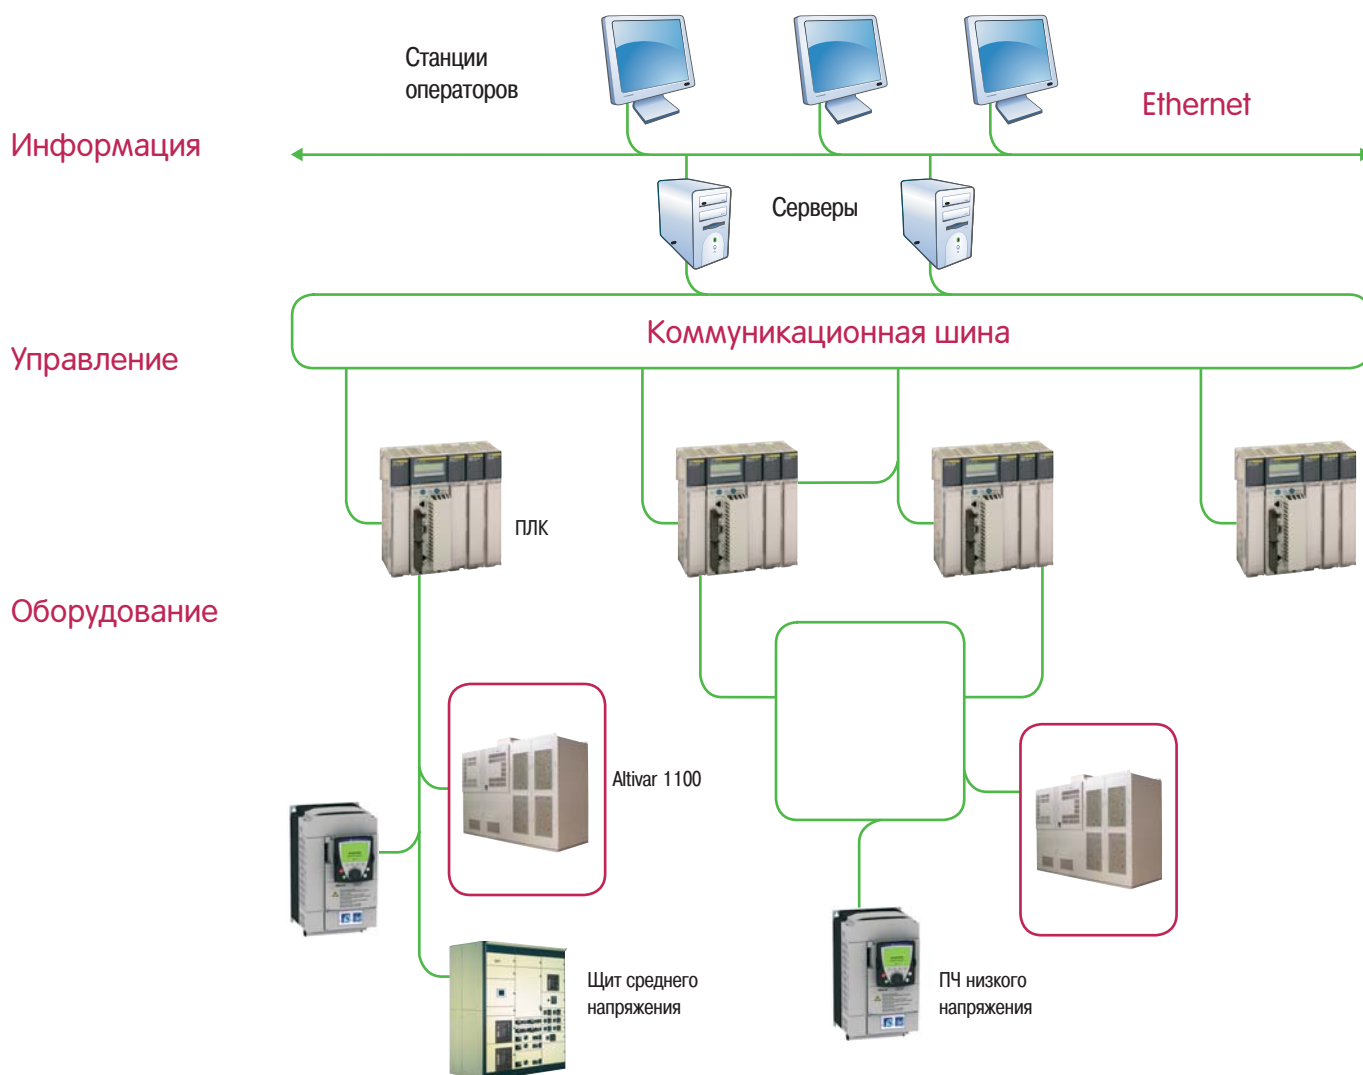 Станции
операторов
Ethernet
Информация
Серверы
Коммуникационная шина
Управление
ПЛК
Оборудование
Altivar 1100
Щит среднего
напряжения
ПЧ низкого
напряжения